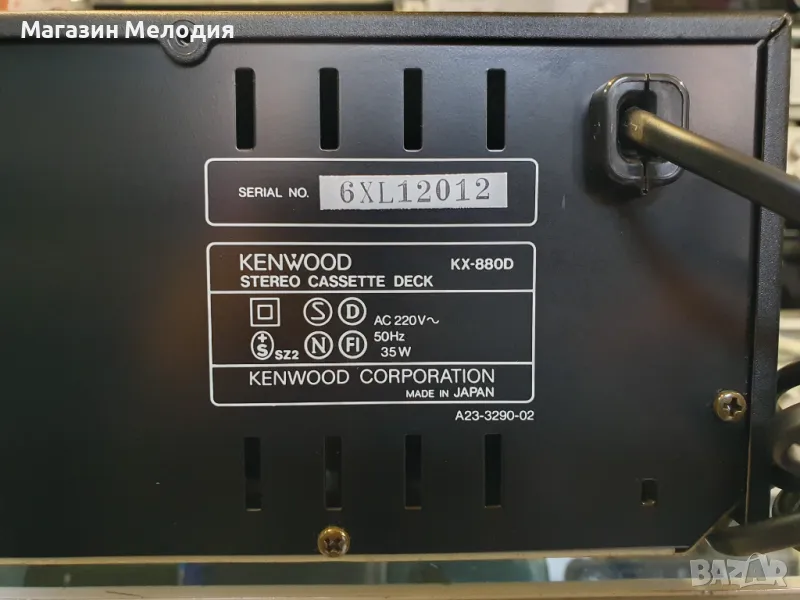 Магазин Мелодия
SERIAL NO. 6XL12012
KENWOOD KX-880D
STEREO CASSETTE DECK
S D AC 220V~
N FI 50Hz
S SZ2 35W
KENWOOD CORPORATION
MADE IN JAPAN
A23-3290-02
BAZAR